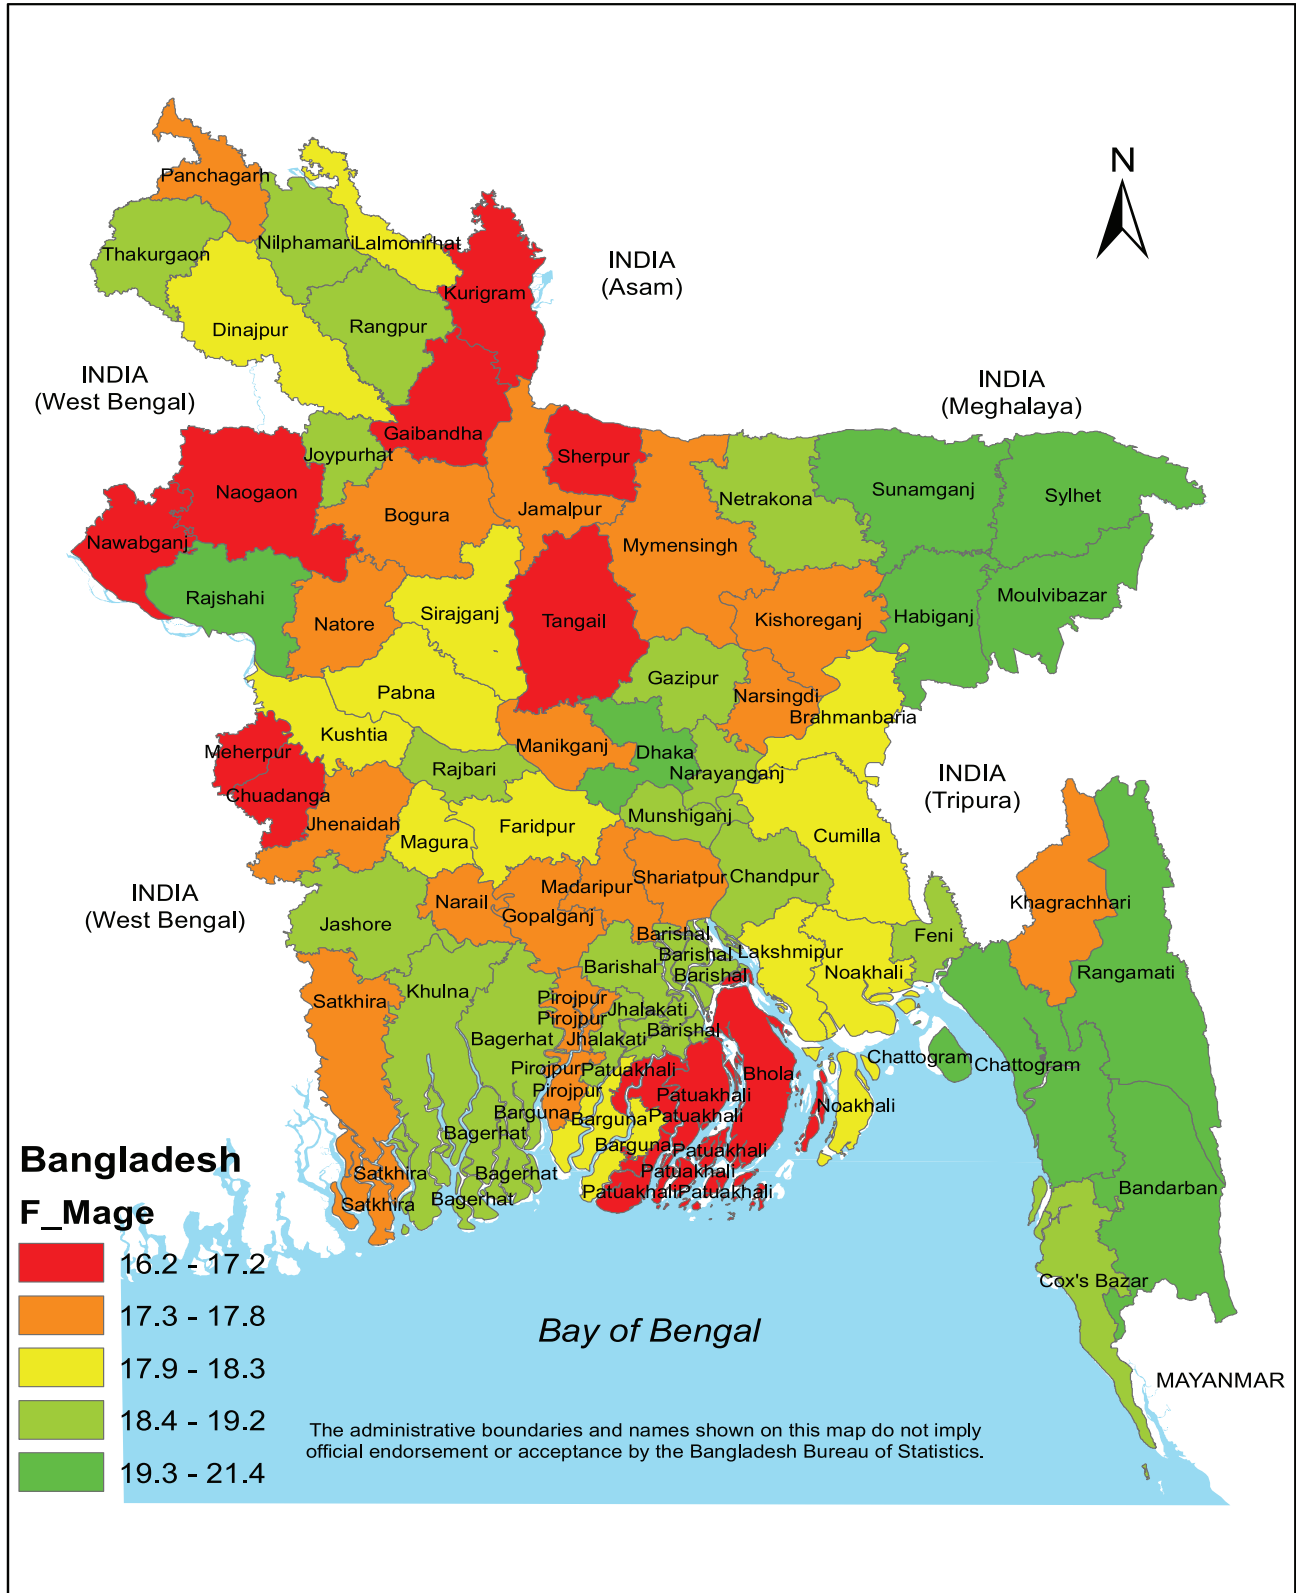 N
Panchagarh
Thakurgaon
Nilphamari
Lalmonirhat
INDIA
(Asam)
Kurigram
Dinajpur
Rangpur
INDIA
(West Bengal)
INDIA
(Meghalaya)
Gaibandha
Joypurhat
Sherpur
Naogaon
Bogura
Jamalpur
Netrakona
Sunamganj
Sylhet
Nawabganj
Mymensingh
Rajshahi
Natore
Sirajganj
Tangail
Kishoreganj
Habiganj
Moulvibazar
Gazipur
Pabna
Narsingdi
Brahmanbaria
Kushtia
Meherpur
Manikganj
Dhaka
Rajbari
Narayanganj
INDIA
(Tripura)
Chuadanga
Jhenaidah
Magura
Faridpur
Munshiganj
Cumilla
INDIA
(West Bengal)
Narail
Madaripur
Shariatpur
Chandpur
Gopalganj
Khagrachhari
Jashore
Barishal
Barishal
Barishal
Barishal
Lakshmipur
Feni
Noakhali
Rangamati
Satkhira
Khulna
Pirojpur
Pirojpur
Jhalakati
Bagerhat
Jhalakati
Barishal
Pirojpur
Patuakhali
Pirojpur
Bhola
Chattogram
Chattogram
Patuakhali
Noakhali
Barguna
Barguna
Patuakhali
Bagerhat
Barguna
Patuakhali
Satkhira
Bagerhat
Patuakhali
Satkhira
Bagerhat
Patuakhali
Patuakhali
Bandarban
Cox's Bazar
Bangladesh
F_Mage
16.2 - 17.2
17.3 - 17.8
17.9 - 18.3
18.4 - 19.2
19.3 - 21.4
Bay of Bengal
MAYANMAR
The administrative boundaries and names shown on this map do not imply
official endorsement or acceptance by the Bangladesh Bureau of Statistics.